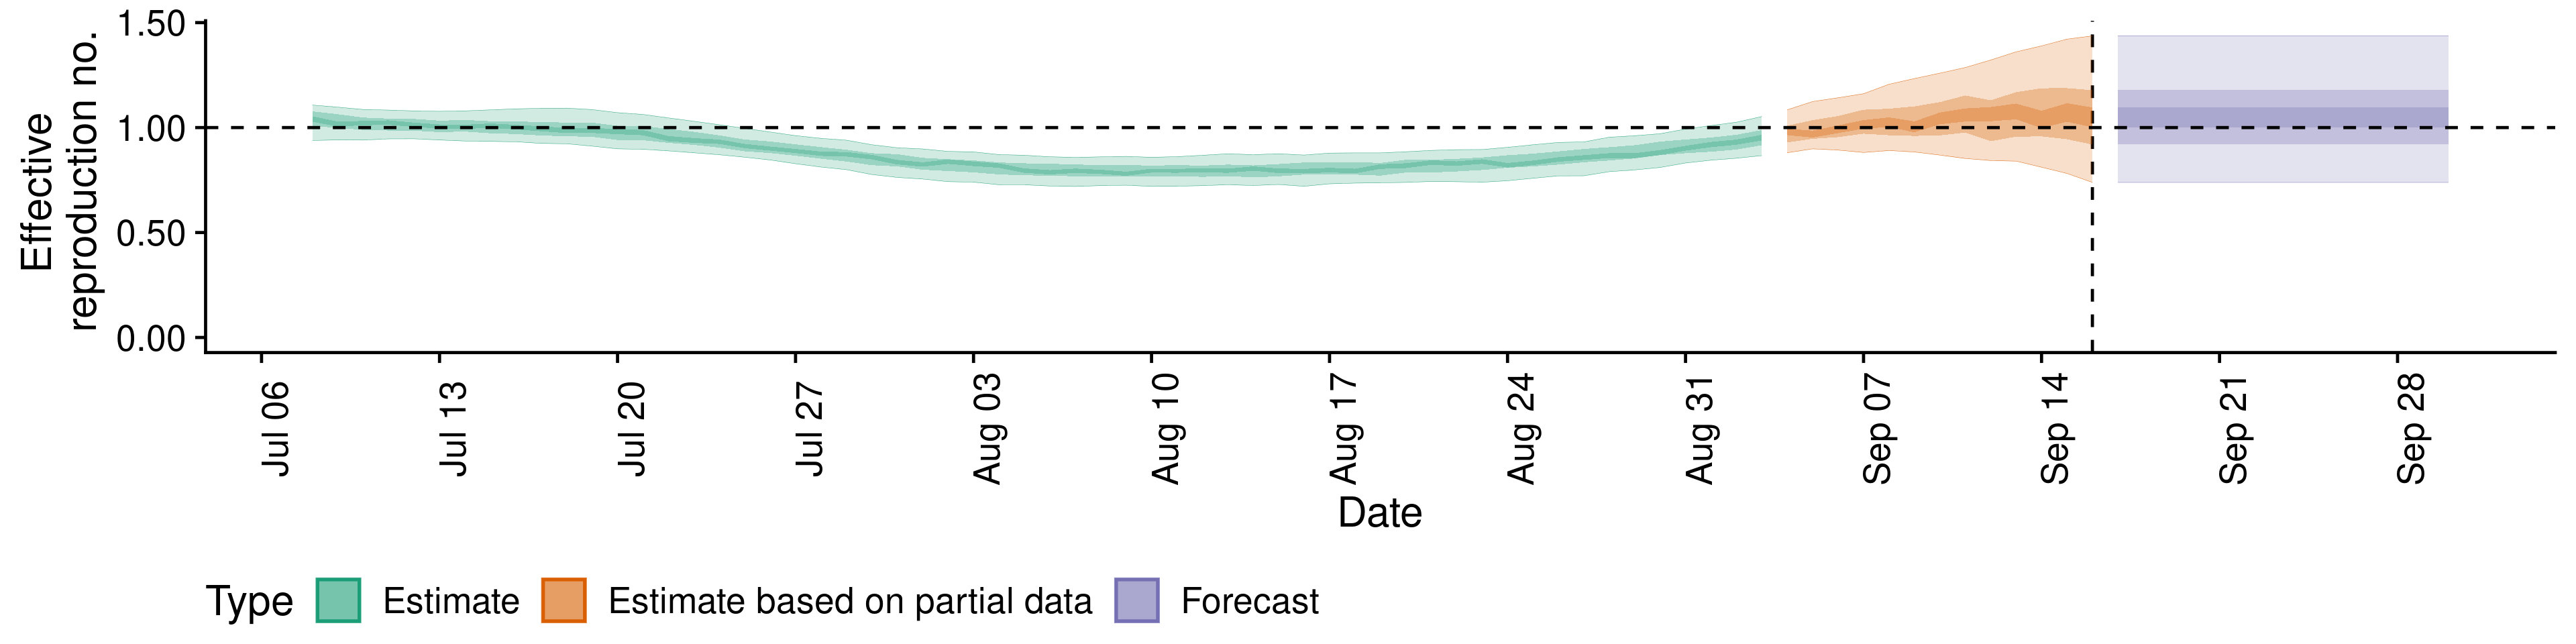 Effective
reproduction no.
1.50
1.00
0.50
0.00
Jul 06
Jul 13
Jul 20
Jul 27
Aug 03
Aug 10
Aug 17
Aug 24
Aug 31
Sep 07
Sep 14
Sep 21
Sep 28
Date
Type Estimate Estimate based on partial data Forecast